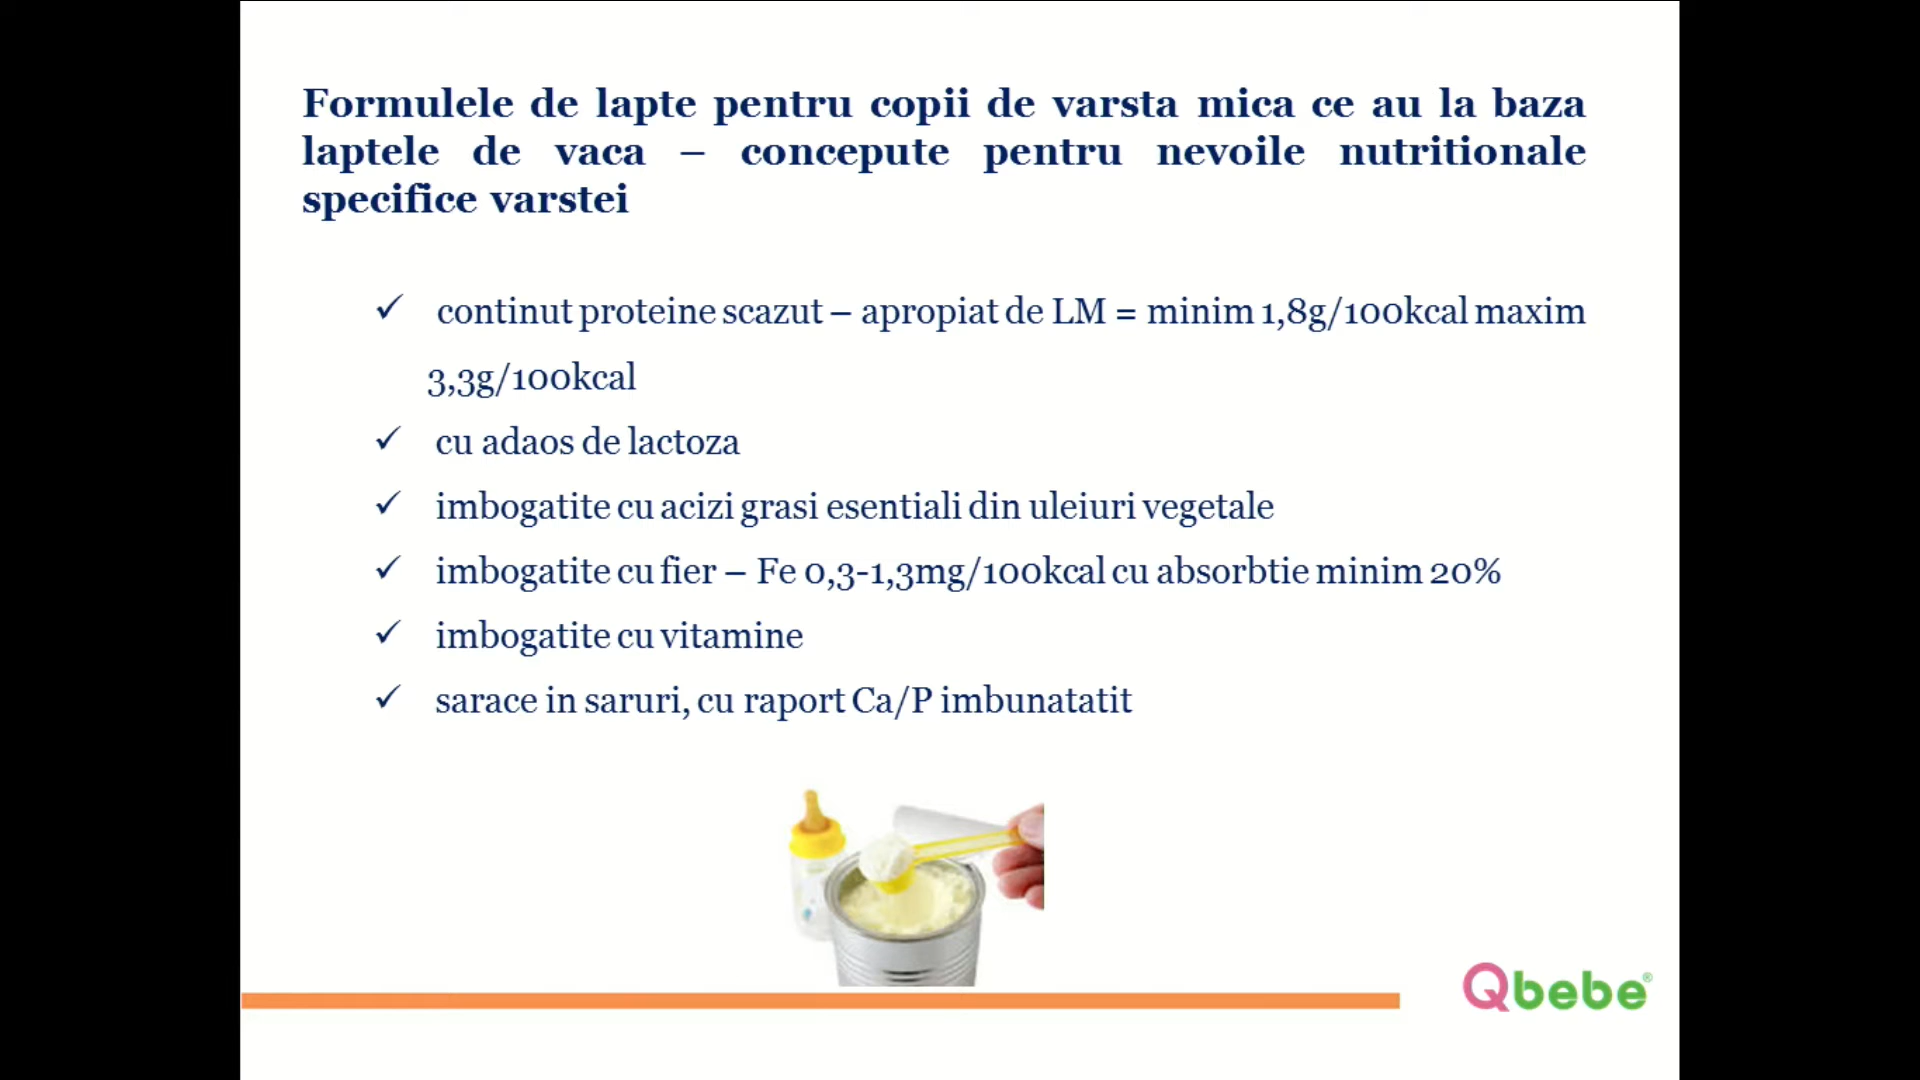 Formulele de lapte pentru copii de varsta mica ce au la baza
laptele de vaca – concepute pentru nevoile nutritionale
specifice varstei
✓ continut proteine scazut – apropiat de LM = minim 1,8g/100kcal maxim
3,3g/100kcal
✓ cu adaos de lactoza
✓ imbogatite cu acizi grasi esentiali din uleiuri vegetale
✓ imbogatite cu fier – Fe 0,3-1,3mg/100kcal cu absorbtie minim 20%
✓ imbogatite cu vitamine
✓ sarace in saruri, cu raport Ca/P imbunatatit
Qbebe®